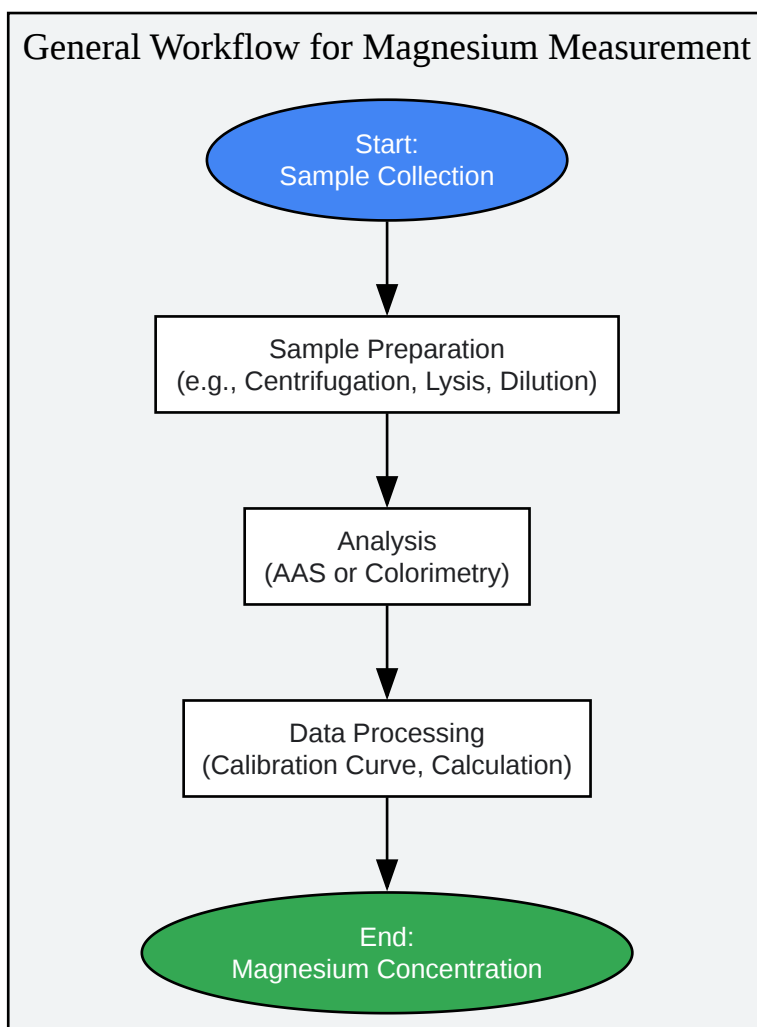 General Workflow for Magnesium Measurement
Start:
Sample Collection
Sample Preparation
(e.g., Centrifugation, Lysis, Dilution)
Analysis
(AAS or Colorimetry)
Data Processing
(Calibration Curve, Calculation)
End:
Magnesium Concentration